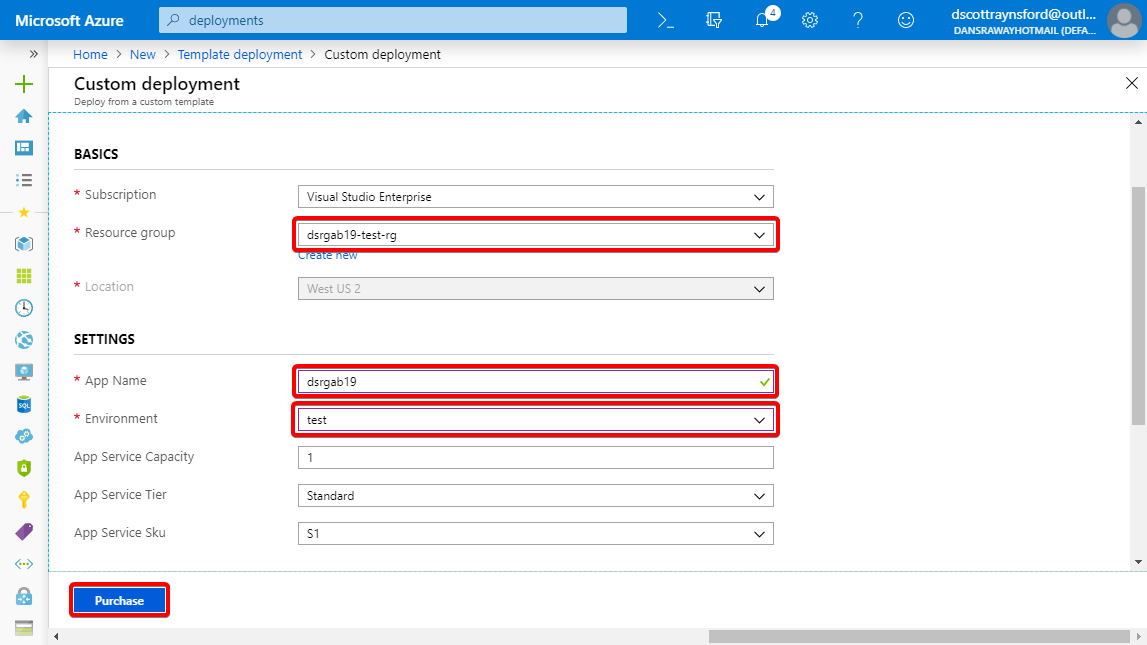 Microsoft Azure
deployments
4
dscottraynsford@outl...
DANSRAWAYHOTMAIL (DEFA...
Home > New > Template deployment > Custom deployment
Custom deployment
Deploy from a custom template
BASICS
* Subscription
Visual Studio Enterprise
* Resource group
dsrgab19-test-rg
Create new
* Location
West US 2
SETTINGS
* App Name
dsrgab19
* Environment
test
App Service Capacity
1
App Service Tier
Standard
App Service Sku
S1
SQL
Purchase